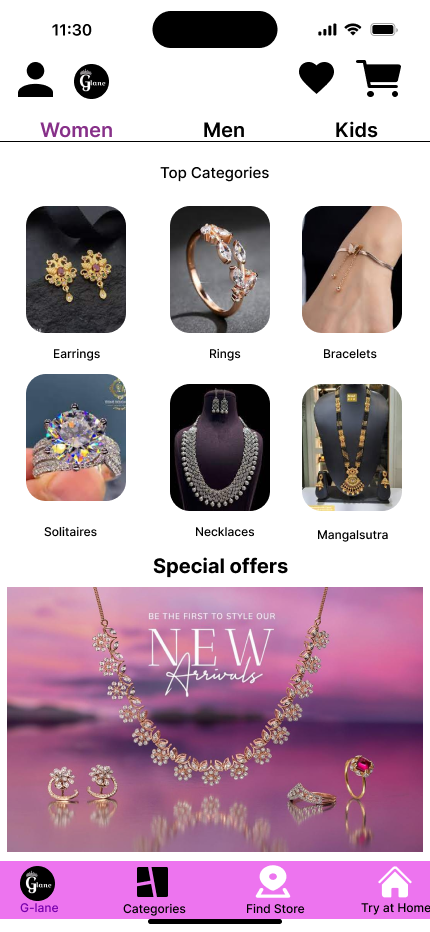 11:30
Glane
Women Men Kids
Top Categories
Earrings Rings Bracelets
Solitaires Necklaces Mangalsutra
Special offers
BE THE FIRST TO STYLE OUR
NEW
Arrivals
Glane
G-lane Categories Find Store Try at Home